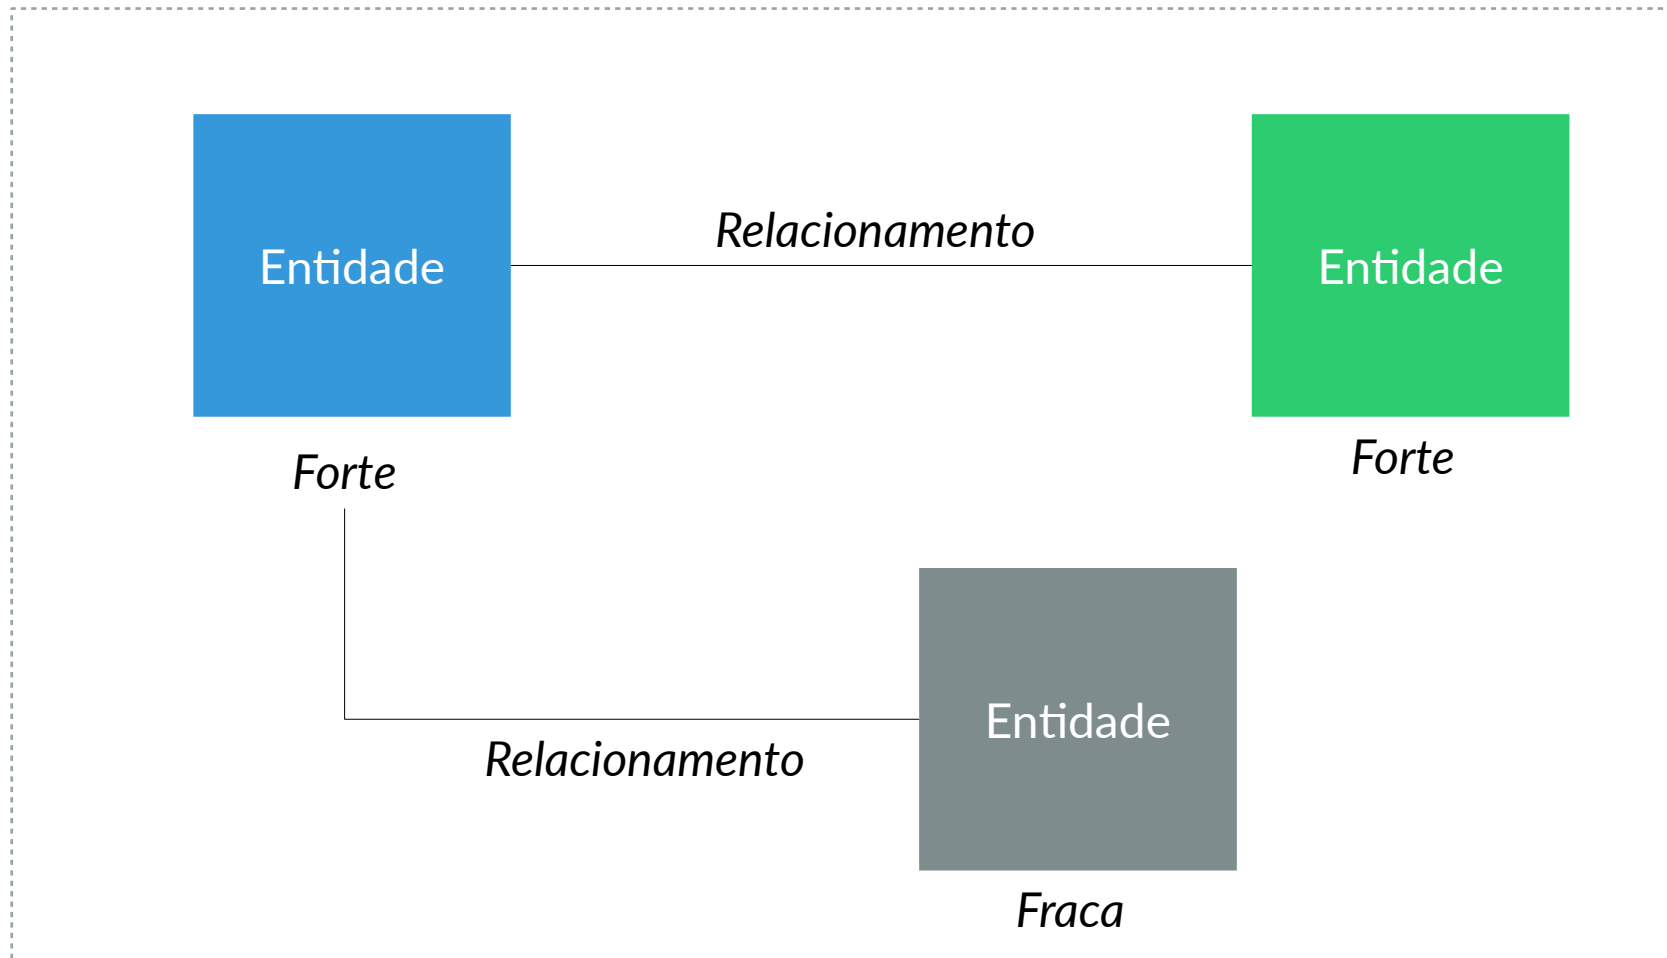 Relacionamento
Entidade
Entidade
Forte
Forte
Entidade
Relacionamento
Fraca